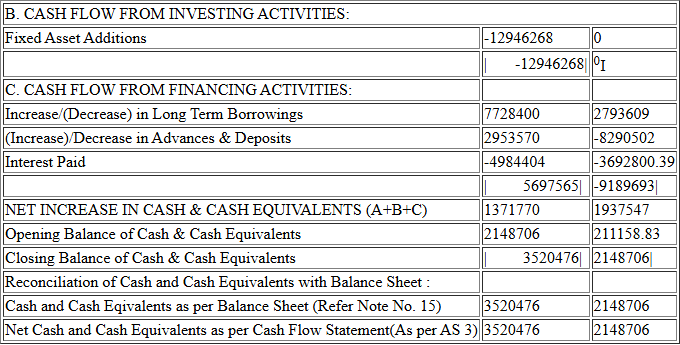 B. CASH FLOW FROM INVESTING ACTIVITIES:
Fixed Asset Additions -12946268 0
| -12946268| 0I
C. CASH FLOW FROM FINANCING ACTIVITIES:
Increase/(Decrease) in Long Term Borrowings 7728400 2793609
(Increase)/Decrease in Advances & Deposits 2953570 -8290502
Interest Paid -4984404 -3692800.39
| 5697565| -9189693|
NET INCREASE IN CASH & CASH EQUIVALENTS (A+B+C) 1371770 1937547
Opening Balance of Cash & Cash Equivalents 2148706 211158.83
Closing Balance of Cash & Cash Equivalents | 3520476| 2148706|
Reconciliation of Cash and Cash Equivalents with Balance Sheet :
Cash and Cash Eqivalents as per Balance Sheet (Refer Note No. 15) 3520476 2148706
Net Cash and Cash Equivalents as per Cash Flow Statement(As per AS 3) 3520476 2148706